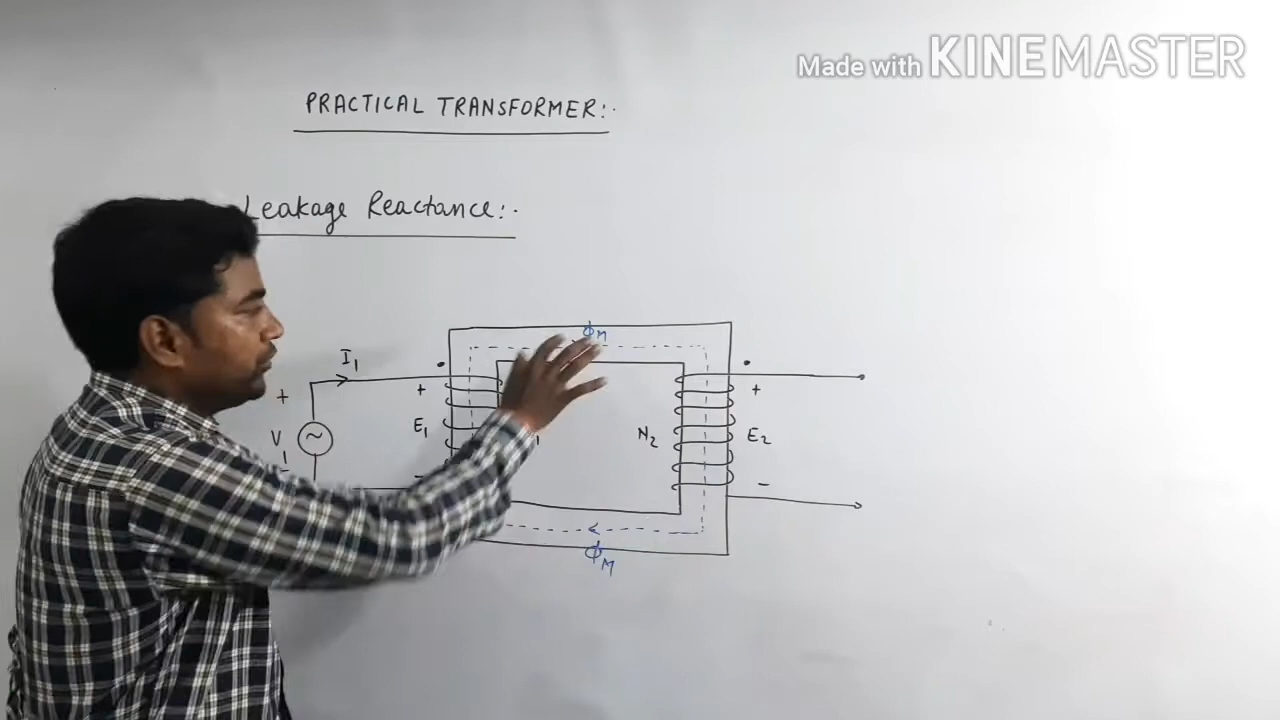 Made with KINEMASTER
PRACTICAL TRANSFORMER:.
Leakage Reactance:.
ϕM
I1
+ + +
V1 ~ E1 N2 E2
- - -
ϕM